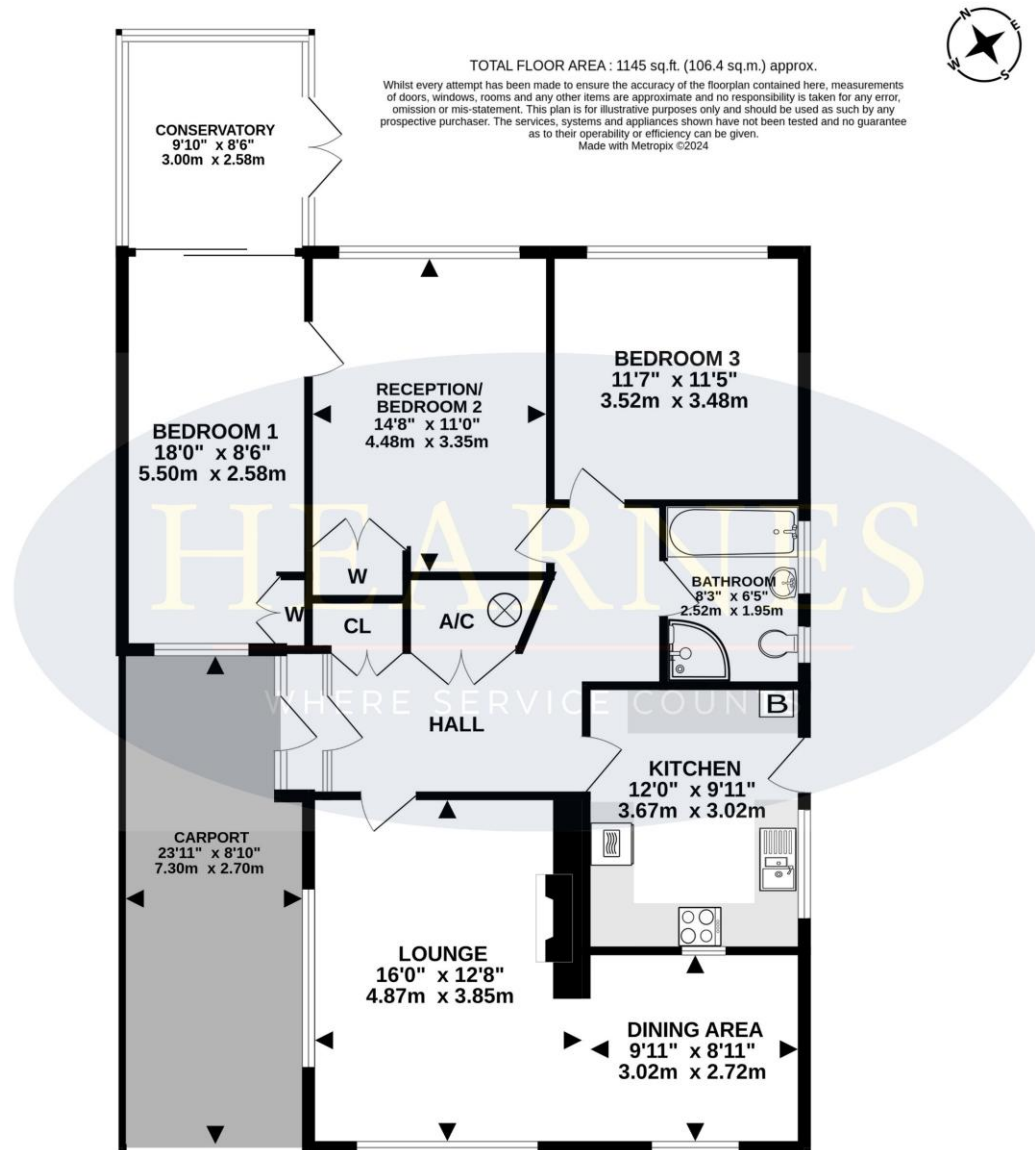 N
E
W
S
TOTAL FLOOR AREA : 1145 sq.ft. (106.4 sq.m.) approx.
Whilst every attempt has been made to ensure the accuracy of the floorplan contained here, measurements
of doors, windows, rooms and any other items are approximate and no responsibility is taken for any error,
omission or mis-statement. This plan is for illustrative purposes only and should be used as such by any
prospective purchaser. The services, systems and appliances shown have not been tested and no guarantee
as to their operability or efficiency can be given.
Made with Metropix ©2024
CONSERVATORY
9'10" x 8'6"
3.00m x 2.58m
BEDROOM 3
11'7" x 11'5"
3.52m x 3.48m
RECEPTION/
BEDROOM 2
14'8" x 11'0"
4.48m x 3.35m
BEDROOM 1
18'0" x 8'6"
5.50m x 2.58m
HEARNES
W
BATHROOM
8'3" x 6'5"
2.52m x 1.95m
W
CL
A/C
WHERE SERVICE COUNTS
B
HALL
KITCHEN
12'0" x 9'11"
3.67m x 3.02m
CARPORT
23'11" x 8'10"
7.30m x 2.70m
LOUNGE
16'0" x 12'8"
4.87m x 3.85m
DINING AREA
9'11" x 8'11"
3.02m x 2.72m